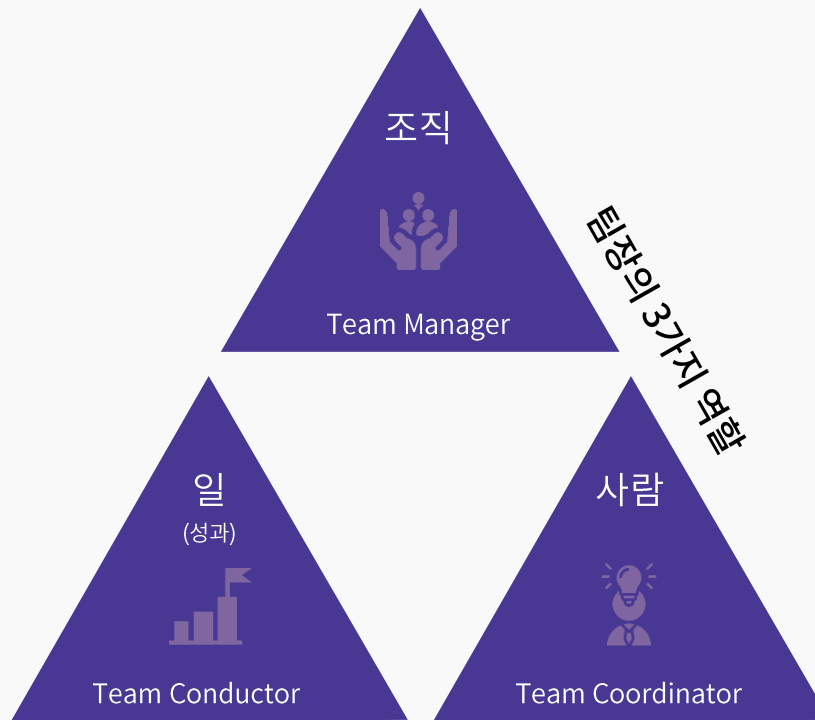 조직
Team Manager
팀장의 3가지 역할
일
(성과)
Team Conductor
사람
Team Coordinator